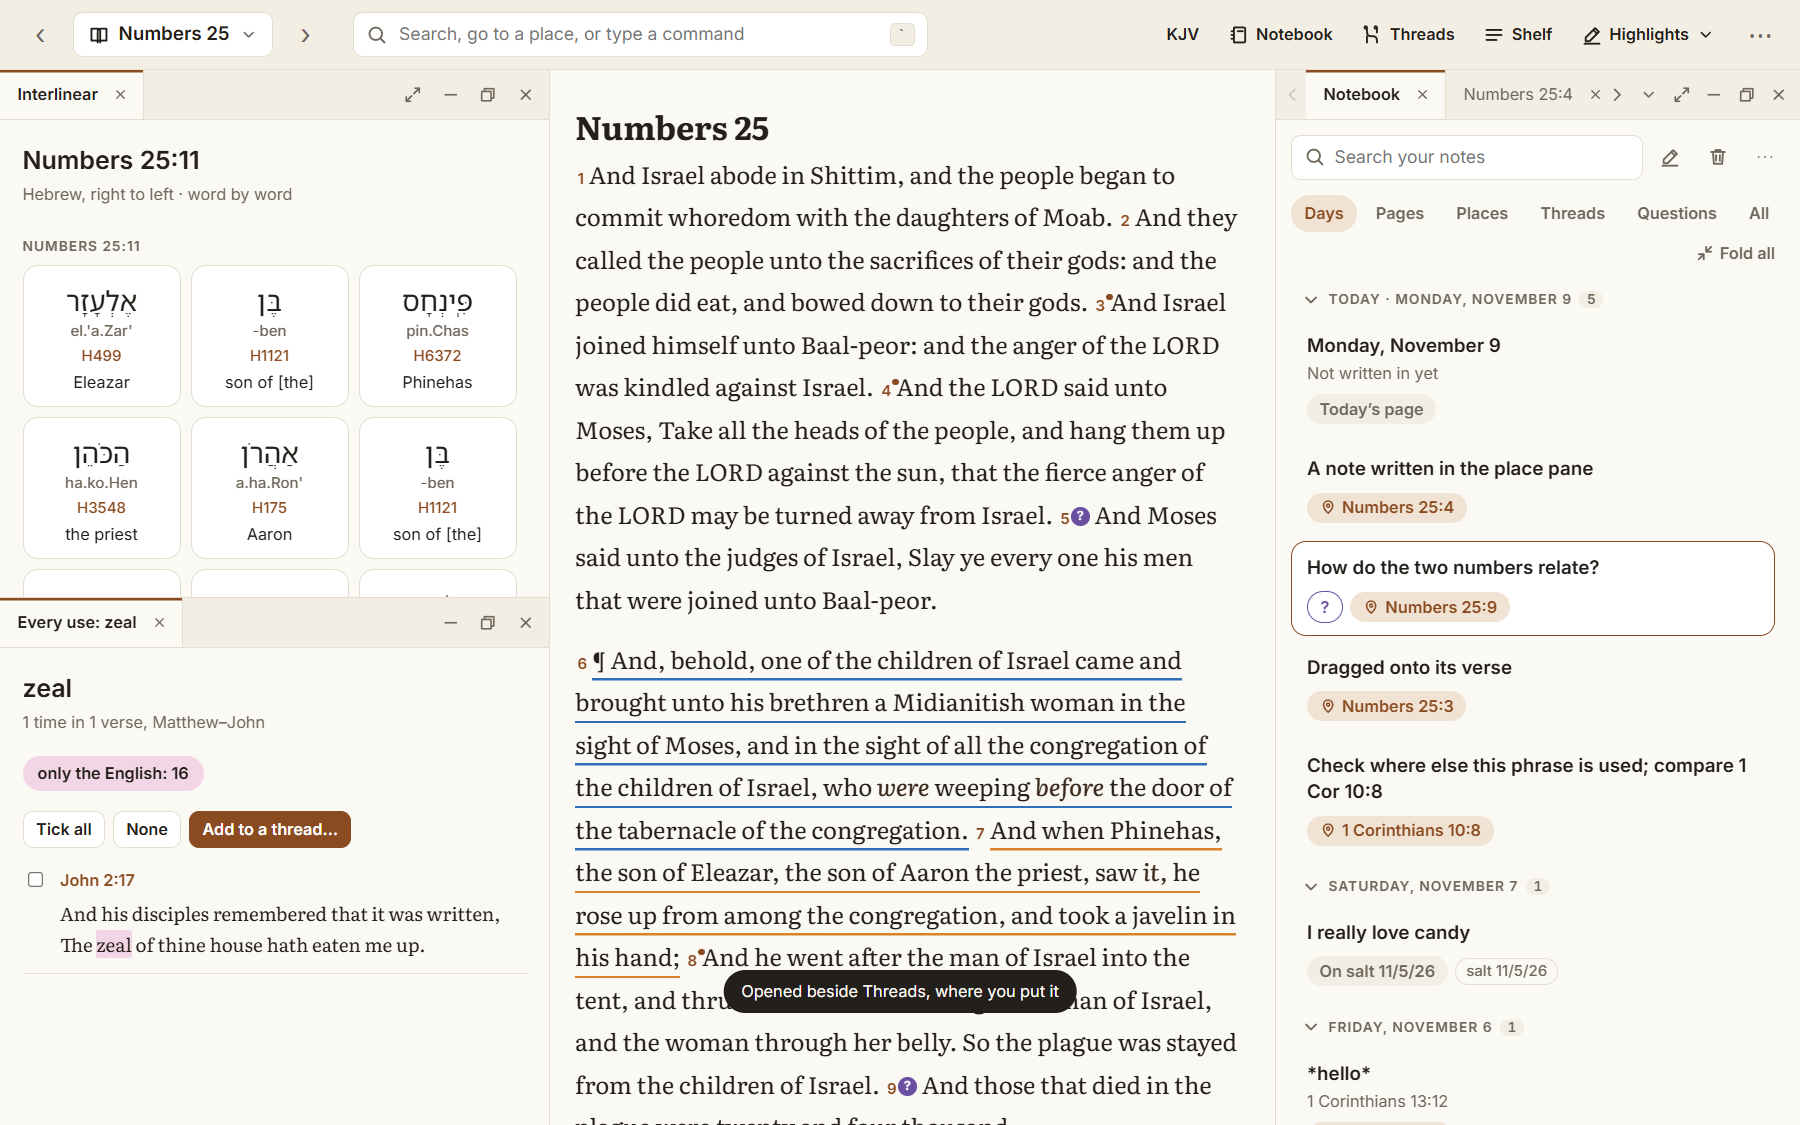 Numbers 25
Search, go to a place, or type a command
`
KJV
Notebook
Threads
Shelf
Highlights
Interlinear
Numbers 25:11
Hebrew, right to left · word by word
NUMBERS 25:11
אֶלְעָזָר
el.'a.Zar'
H499
Eleazar
בֶּן
-ben
H1121
son of [the]
פִּינְחָס
pin.Chas
H6372
Phinehas
הַכֹּהֵן
ha.ko.Hen
H3548
the priest
אַהֲרֹן
a.ha.Ron'
H175
Aaron
בֶּן
-ben
H1121
son of [the]
Every use: zeal
zeal
1 time in 1 verse, Matthew–John
only the English: 16
Tick all
None
Add to a thread...
John 2:17
And his disciples remembered that it was written,
The zeal of thine house hath eaten me up.
Numbers 25
1 And Israel abode in Shittim, and the people began to
commit whoredom with the daughters of Moab. 2 And they
called the people unto the sacrifices of their gods: and the
people did eat, and bowed down to their gods. 3 And Israel
joined himself unto Baal-peor: and the anger of the LORD
was kindled against Israel. 4 And the LORD said unto
Moses, Take all the heads of the people, and hang them up
before the LORD against the sun, that the fierce anger of
the LORD may be turned away from Israel. 5 ? And Moses
said unto the judges of Israel, Slay ye every one his men
that were joined unto Baal-peor.
6 ¶ And, behold, one of the children of Israel came and
brought unto his brethren a Midianitish woman in the
sight of Moses, and in the sight of all the congregation of
the children of Israel, who were weeping before the door of
the tabernacle of the congregation. 7 And when Phinehas,
the son of Eleazar, the son of Aaron the priest, saw it, he
rose up from among the congregation, and took a javelin in
his hand; 8 And he went after the man of Israel into the
tent, and thru
an of Israel,
Opened beside Threads, where you put it
and the woman through her belly. So the plague was stayed
from the children of Israel. 9 ? And those that died in the
plague were twenty and four thousand.
Notebook
Numbers 25:4
Search your notes
Days
Pages
Places
Threads
Questions
All
Fold all
TODAY · MONDAY, NOVEMBER 9 5
Monday, November 9
Not written in yet
Today’s page
A note written in the place pane
Numbers 25:4
How do the two numbers relate?
?
Numbers 25:9
Dragged onto its verse
Numbers 25:3
Check where else this phrase is used; compare 1
Cor 10:8
1 Corinthians 10:8
SATURDAY, NOVEMBER 7 1
I really love candy
On salt 11/5/26
salt 11/5/26
FRIDAY, NOVEMBER 6 1
*hello*
1 Corinthians 13:12